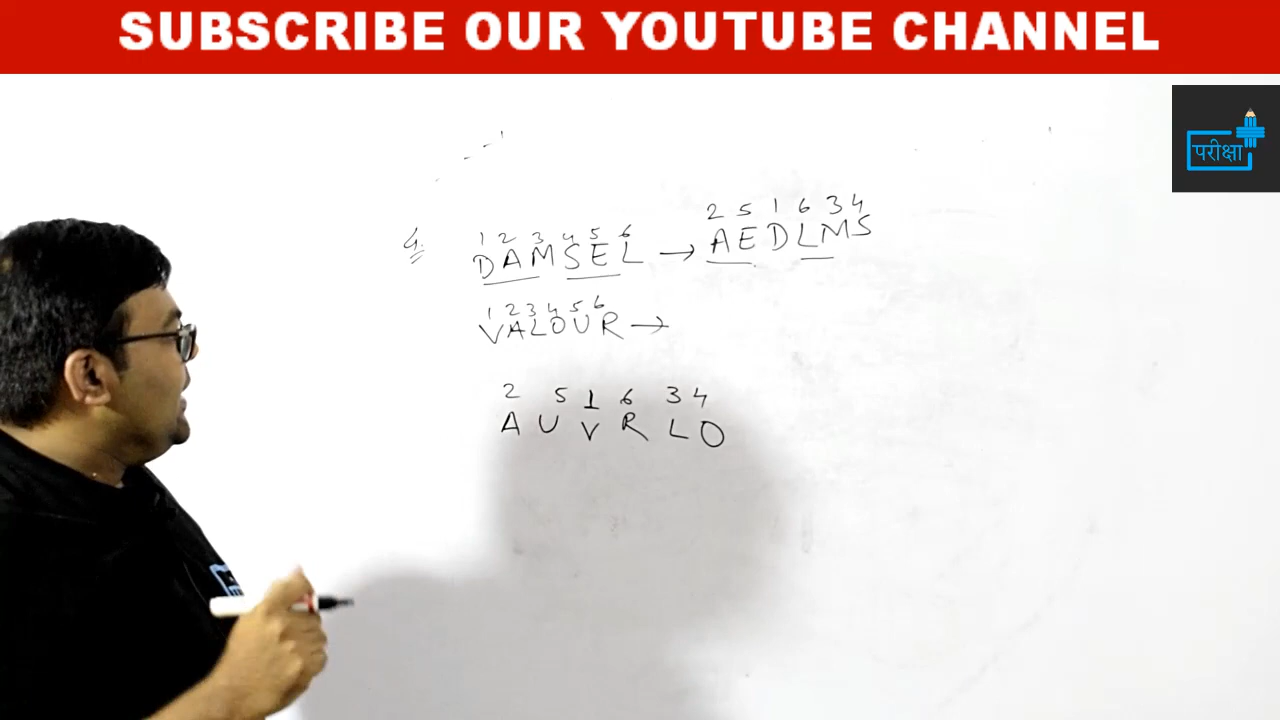 SUBSCRIBE OUR YOUTUBE CHANNEL
परीक्षा
2 5 1 6 3 4
1 2 3 4 5 6
4. DAMSEL → AEDLMS
1 2 3 4 5 6
VALOUR →
2 5 1 6 3 4
A U V R L O